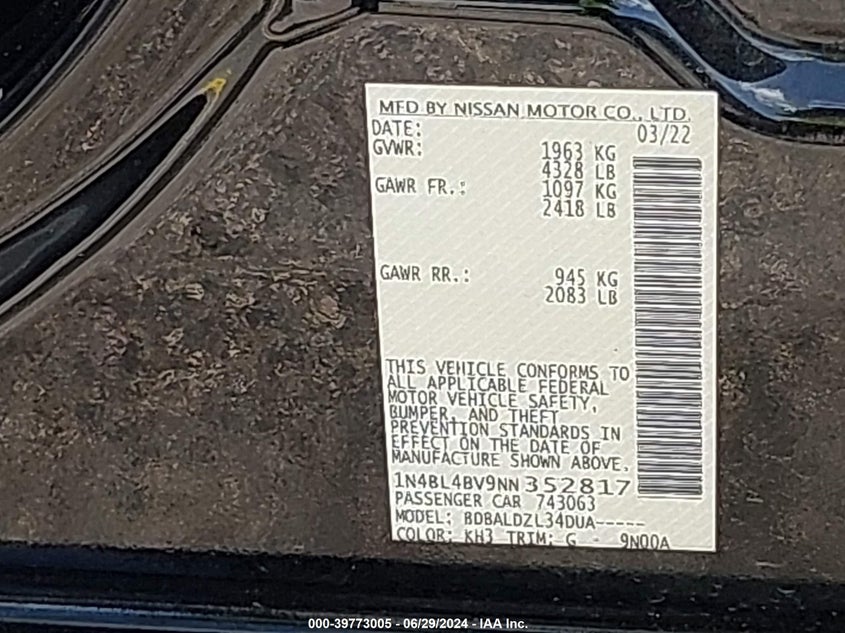 MFD BY NISSAN MOTOR CO., LTD.
DATE: 03/22
GVWR: 1963 KG
4328 LB
GAWR FR.: 1097 KG
2418 LB
GAWR RR.: 945 KG
2083 LB
THIS VEHICLE CONFORMS TO
ALL APPLICABLE FEDERAL
MOTOR VEHICLE SAFETY,
BUMPER, AND THEFT
PREVENTION STANDARDS IN
EFFECT ON THE DATE OF
MANUFACTURE SHOWN ABOVE.
1N4BL4BV9NN352817
PASSENGER CAR 743063
MODEL: BDBALDZL34DUA-----
COLOR: KH3 TRIM: G - 9N00A
000-39773005 - 06/29/2024 - IAA Inc.